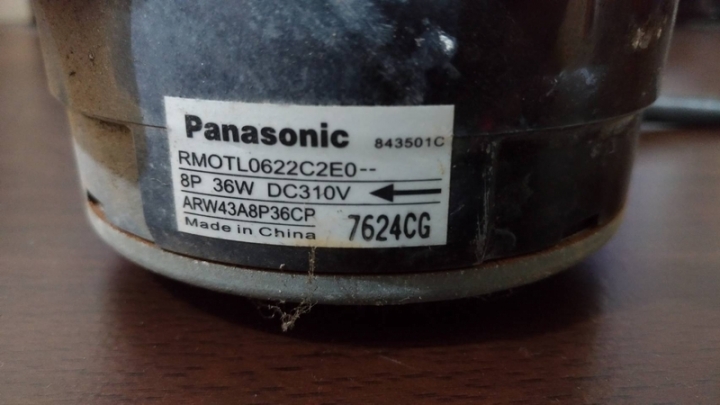 Panasonic 843501C
RMOTL0622C2E0--
8P 36W DC310V
ARW43A8P36CP
Made in China 7624CG